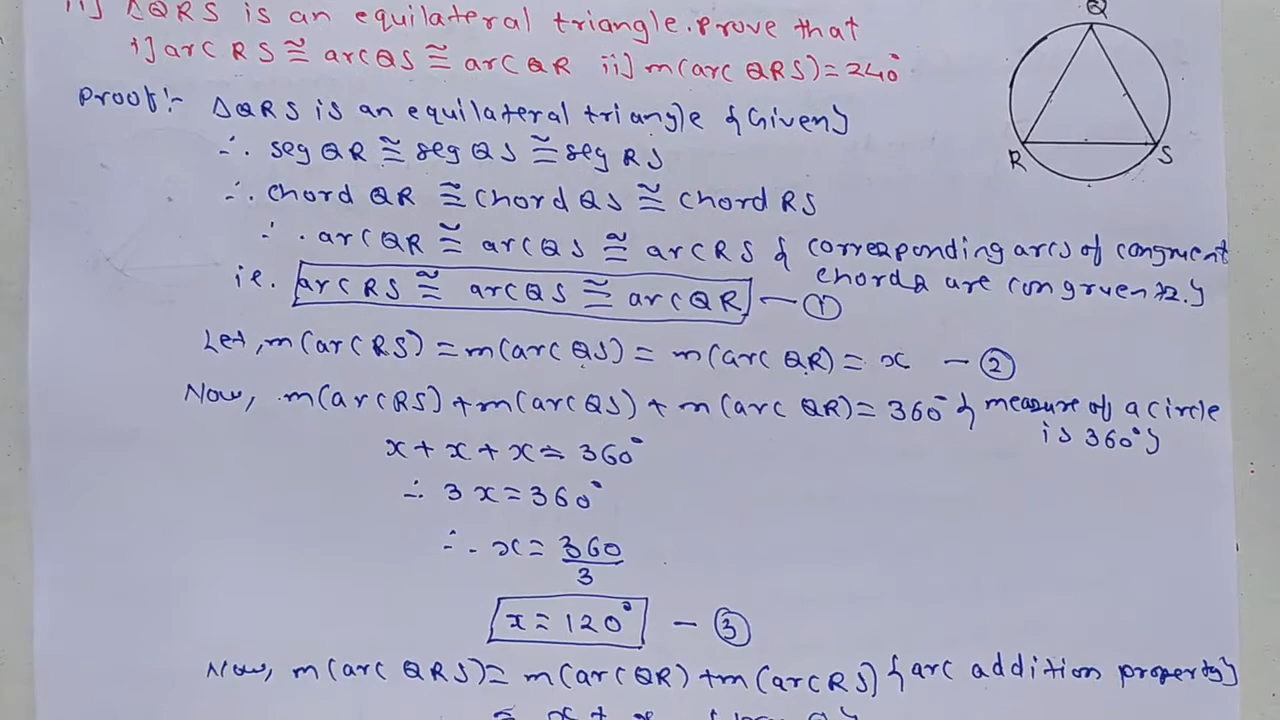 ii] ΔQRS is an equilateral triangle. Prove that
i] arc RS ≅ arc QS ≅ arc QR ii] m(arc QRS) = 240°
Q
R
S
Proof:- ΔQRS is an equilateral triangle {Given}
∴ seg QR ≅ seg QS ≅ seg RS
∴ chord QR ≅ chord QS ≅ chord RS
∴ arc QR ≅ arc QS ≅ arc RS { corresponding arcs of congruent
chords are congruent.}
ie. arc RS ≅ arc QS ≅ arc QR — ①
Let, m(arc RS) = m(arc QS) = m(arc QR) = x — ②
Now, m(arc RS) + m(arc QS) + m(arc QR) = 360° { measure of a circle
is 360°}
x + x + x = 360°
∴ 3x = 360°
∴ x = 360
3
x = 120° — ③
Now, m(arc QRS) = m(arc QR) + m(arc RS) {arc addition property}
= x + x